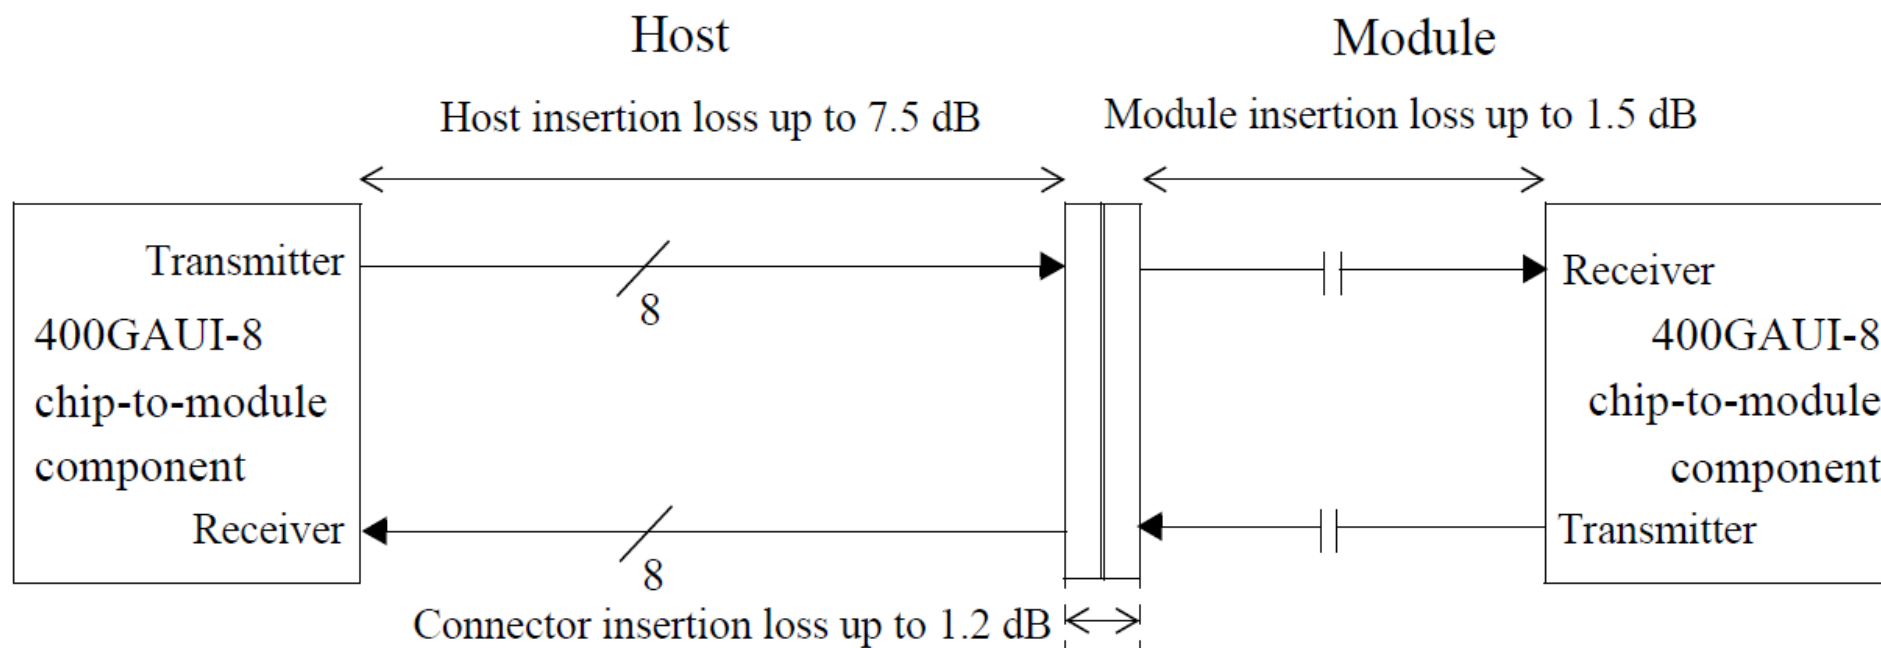 Host
Module
Host insertion loss up to 7.5 dB
Module insertion loss up to 1.5 dB
Transmitter
8
400GAUI-8
chip-to-module
component
Receiver
8
Receiver
400GAUI-8
chip-to-module
component
Transmitter
Connector insertion loss up to 1.2 dB